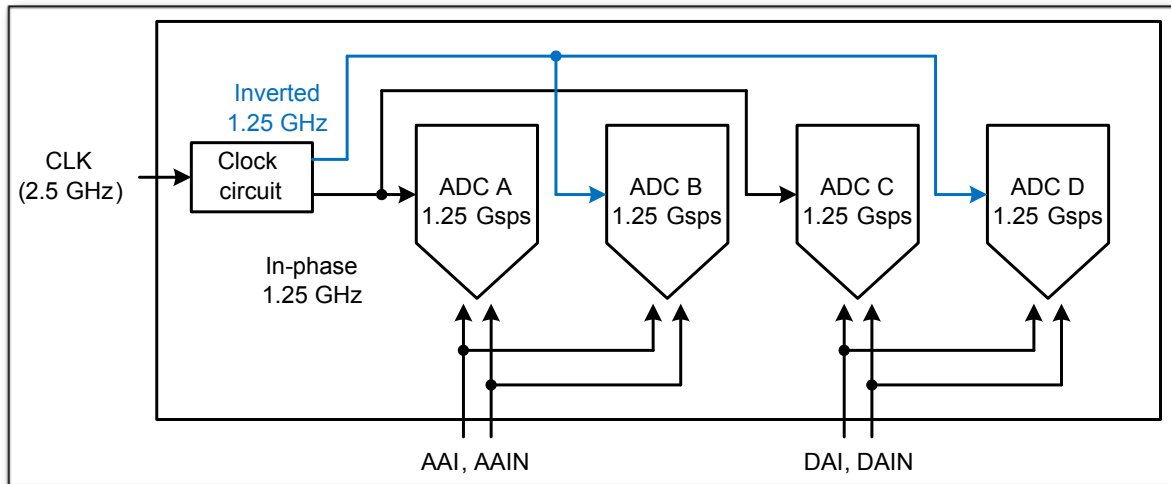 Inverted
1.25 GHz
CLK
(2.5 GHz)
Clock
circuit
ADC A
1.25 Gsps
ADC B
1.25 Gsps
ADC C
1.25 Gsps
ADC D
1.25 Gsps
In-phase
1.25 GHz
AAI, AAIN
DAI, DAIN